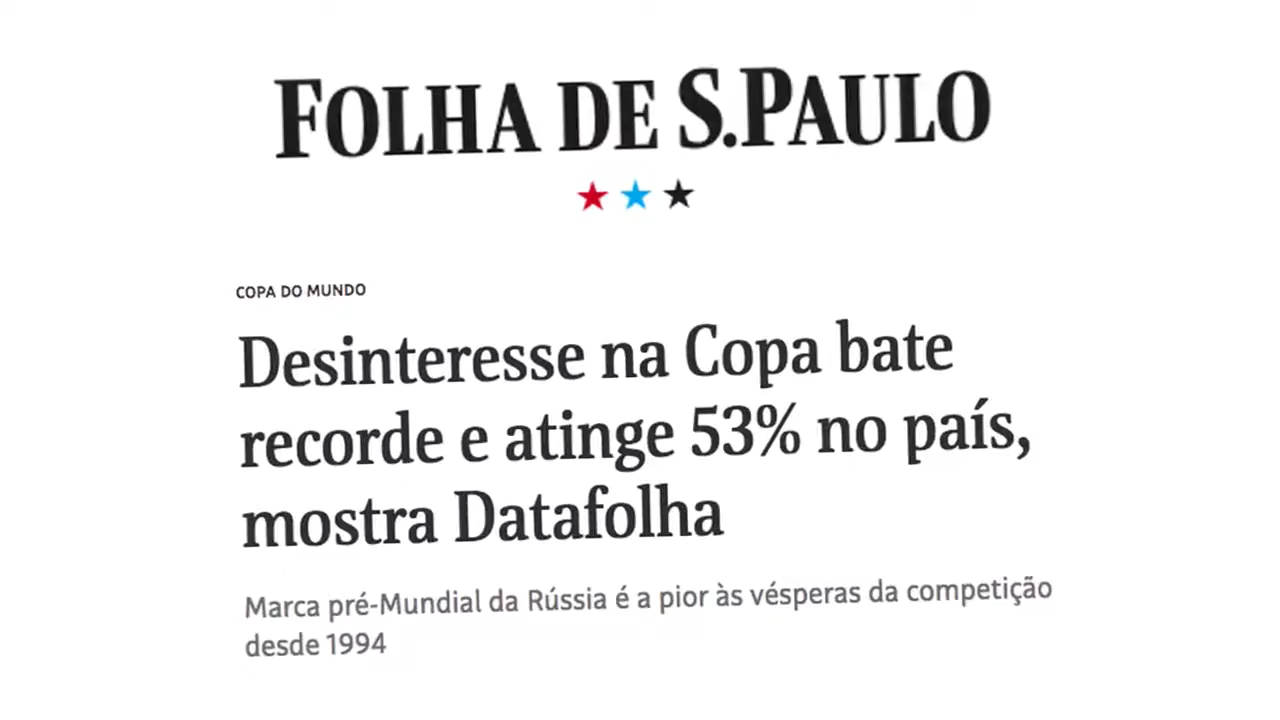 FOLHA DE S.PAULO
COPA DO MUNDO
Desinteresse na Copa bate
recorde e atinge 53% no país,
mostra Datafolha
Marca pré-Mundial da Rússia é a pior às vésperas da competição
desde 1994